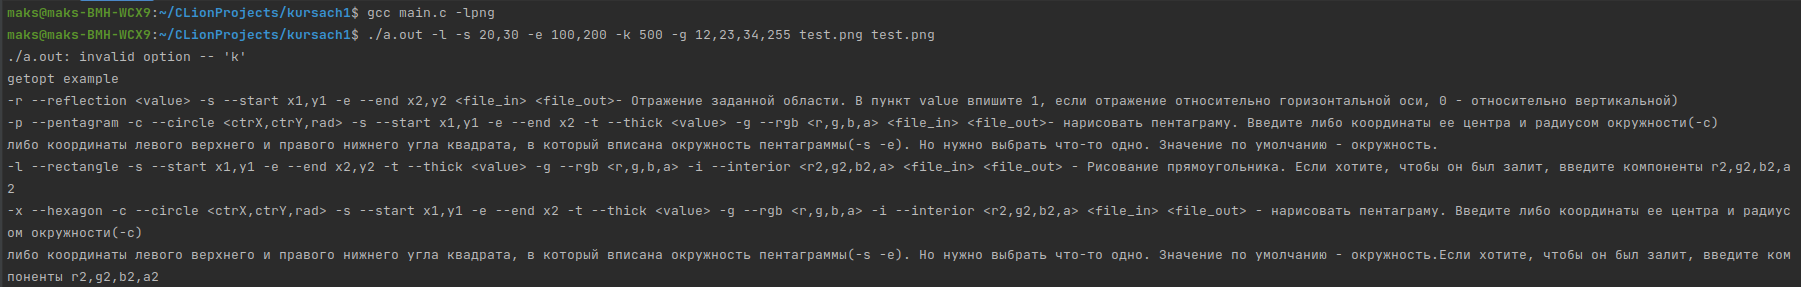 maks@maks-BMH-WCX9:~/CLionProjects/kursach1$ gcc main.c -lpng
maks@maks-BMH-WCX9:~/CLionProjects/kursach1$ ./a.out -l -s 20,30 -e 100,200 -k 500 -g 12,23,34,255 test.png test.png
./a.out: invalid option -- 'k'
getopt example
-r --reflection <value> -s --start x1,y1 -e --end x2,y2 <file_in> <file_out>- Отражение заданной области. В пункт value впишите 1, если отражение относительно горизонтальной оси, 0 - относительно вертикальной)
-p --pentagram -c --circle <ctrX,ctrY,rad> -s --start x1,y1 -e --end x2 -t --thick <value> -g --rgb <r,g,b,a> <file_in> <file_out>- нарисовать пентаграму. Введите либо координаты ее центра и радиусом окружности(-c)
либо координаты левого верхнего и правого нижнего угла квадрата, в который вписана окружность пентаграммы(-s -e). Но нужно выбрать что-то одно. Значение по умолчанию - окружность.
-l --rectangle -s --start x1,y1 -e --end x2,y2 -t --thick <value> -g --rgb <r,g,b,a> -i --interior <r2,g2,b2,a> <file_in> <file_out> - Рисование прямоугольника. Если хотите, чтобы он был залит, введите компоненты r2,g2,b2,a
2
-x --hexagon -c --circle <ctrX,ctrY,rad> -s --start x1,y1 -e --end x2 -t --thick <value> -g --rgb <r,g,b,a> -i --interior <r2,g2,b2,a> <file_in> <file_out> - нарисовать пентаграму. Введите либо координаты ее центра и радиус
ом окружности(-c)
либо координаты левого верхнего и правого нижнего угла квадрата, в который вписана окружность пентаграммы(-s -e). Но нужно выбрать что-то одно. Значение по умолчанию - окружность.Если хотите, чтобы он был залит, введите ком
поненты r2,g2,b2,a2